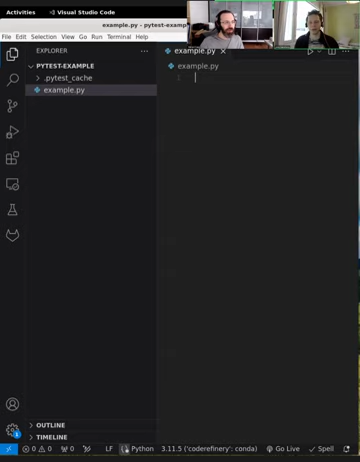 Activities Visual Studio Code
example.py - pytest-examp
File Edit Selection View Go Run Terminal Help
EXPLORER ...
example.py ×
PYTEST-EXAMPLE
example.py
.pytest_cache
1
example.py
OUTLINE
TIMELINE
1
0 0 0 LF Python 3.11.5 ('coderefinery': conda) Go Live Spell